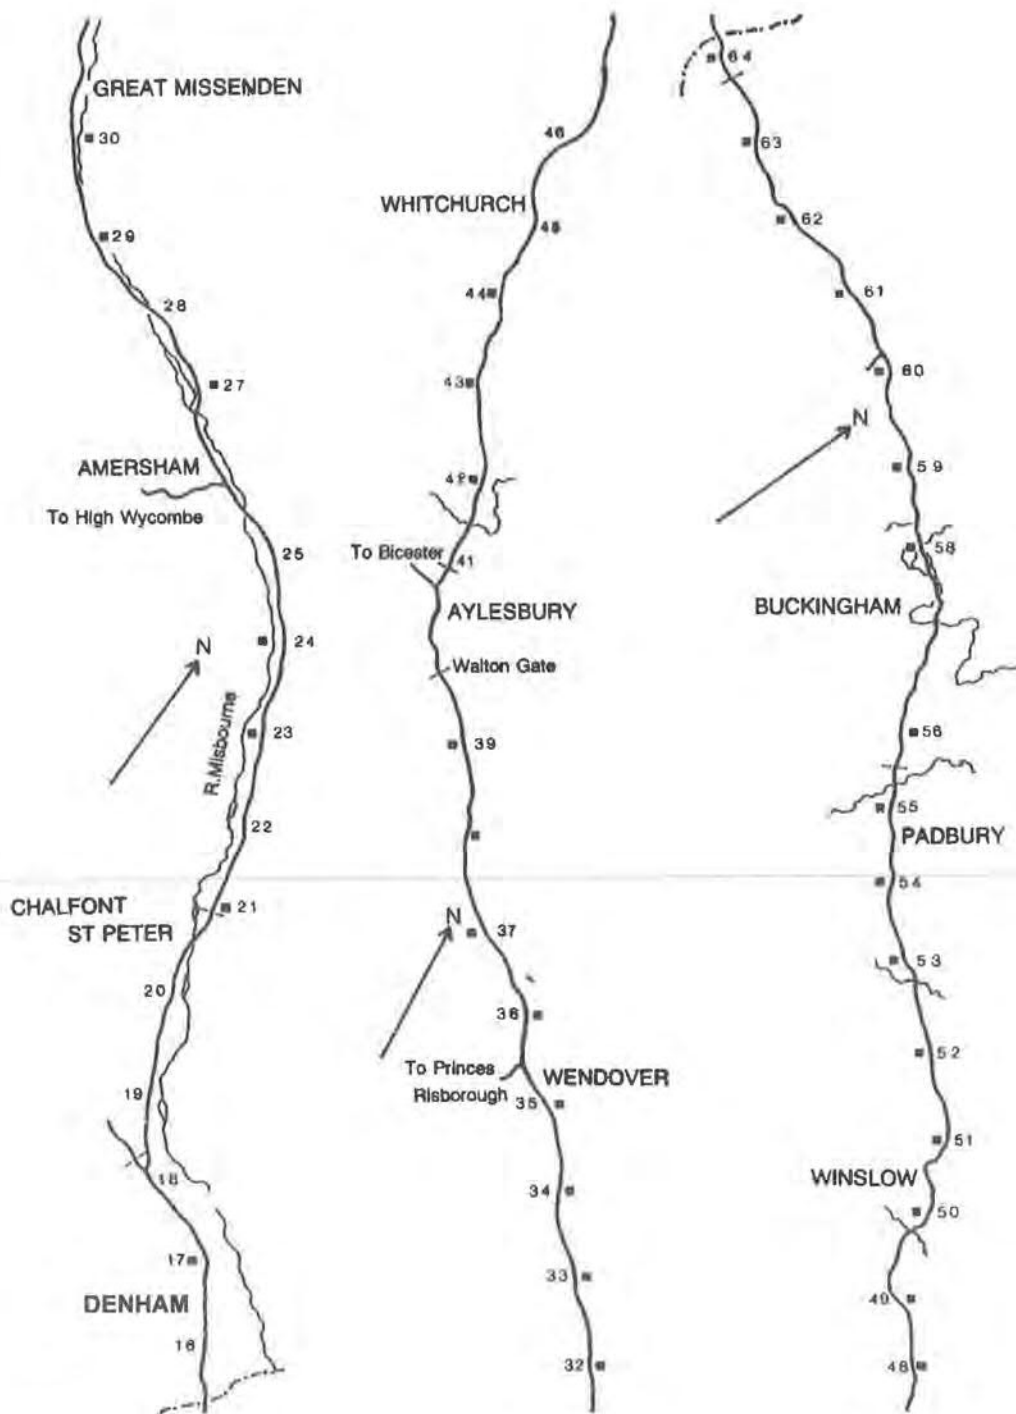 GREAT MISSENDEN
30
29
28
27
AMERSHAM
To High Wycombe
25
24
N
R.Misbourne
23
22
21
CHALFONT
ST PETER
20
19
18
17
DENHAM
16
46
WHITCHURCH
45
44
43
42
To Bicester
41
AYLESBURY
Walton Gate
39
N
37
36
To Princes
Risborough
WENDOVER
35
34
33
32
64
63
62
61
60
N
59
58
BUCKINGHAM
56
55
PADBURY
54
53
52
51
WINSLOW
50
49
48